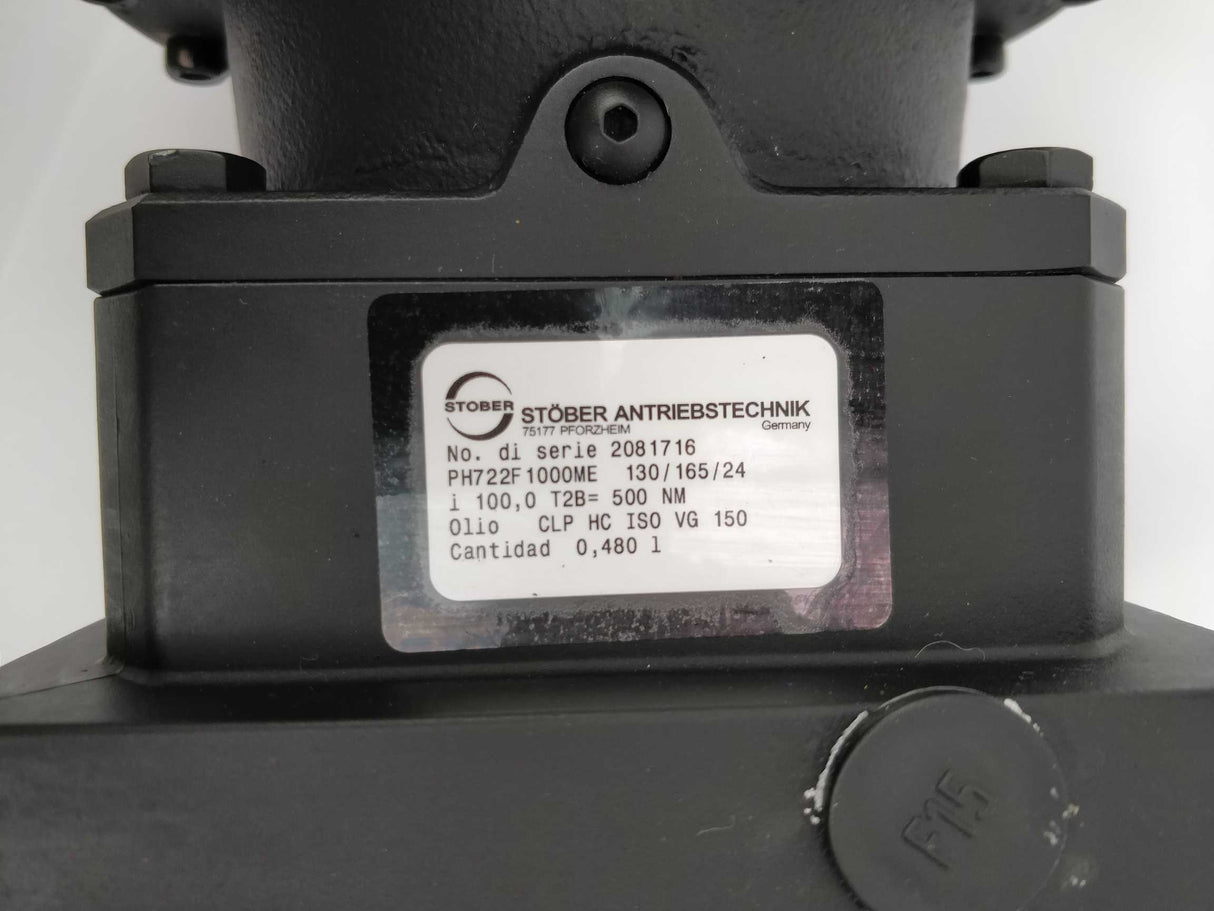 STOBER
STÖBER ANTRIEBSTECHNIK
75177 PFORZHEIM Germany
No. di serie 2081716
PH722F1000ME 130/165/24
i 100,0 T2B= 500 NM
Olio CLP HC ISO VG 150
Cantidad 0,480 l
F15